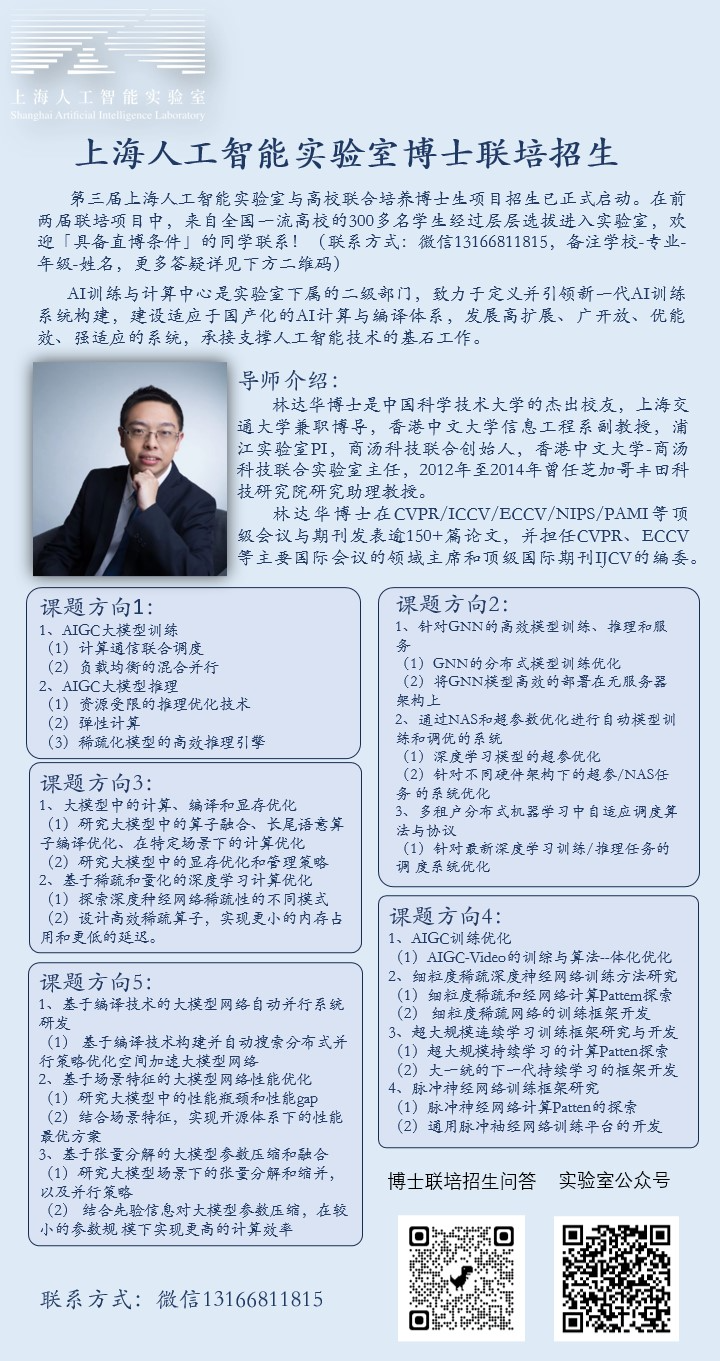 上海人工智能实验室
Shanghai Artificial Intelligence Laboratory
上海人工智能实验室博士联培招生
第三届上海人工智能实验室与高校联合培养博士生项目招生已正式启动。在前
两届联培项目中，来自全国一流高校的300多名学生经过层层选拔进入实验室，欢
迎「具备直博条件」的同学联系！（联系方式：微信13166811815，备注学校-专业-
年级-姓名，更多答疑详见下方二维码）
AI训练与计算中心是实验室下属的二级部门，致力于定义并引领新一代AI训练
系统构建，建设适应于国产化的AI计算与编译体系，发展高扩展、广开放、优能
效、强适应的系统，承接支撑人工智能技术的基石工作。
导师介绍：
林达华博士是中国科学技术大学的杰出校友，上海交
通大学兼职博导，香港中文大学信息工程系副教授，浦
江实验室PI，商汤科技联合创始人，香港中文大学-商汤
科技联合实验室主任，2012年至2014年曾任芝加哥丰田科
技研究院研究助理教授。
林达华博士在CVPR/ICCV/ECCV/NIPS/PAMI等顶
级会议与期刊发表逾150+篇论文，并担任CVPR、ECCV
等主要国际会议的领域主席和顶级国际期刊IJCV的编委。
课题方向1：
1、AIGC大模型训练
（1）计算通信联合调度
（2）负载均衡的混合并行
2、AIGC大模型推理
（1）资源受限的推理优化技术
（2）弹性计算
（3）稀疏化模型的高效推理引擎
课题方向2：
1、针对GNN的高效模型训练、推理和服
务
（1）GNN的分布式模型训练优化
（2）将GNN模型高效的部署在无服务器
架构上
2、通过NAS和超参数优化进行自动模型训
练和调优的系统
（1）深度学习模型的超参优化
（2）针对不同硬件架构下的超参/NAS任
务 的系统优化
3、多租户分布式机器学习中自适应调度算
法与协议
（1）针对最新深度学习训练/推理任务的
调 度系统优化
课题方向3：
1、大模型中的计算、编译和显存优化
（1）研究大模型中的算子融合、长尾语意算
子编译优化、在特定场景下的计算优化
（2）研究大模型中的显存优化和管理策略
2、基于稀疏和量化的深度学习计算优化
（1）探索深度种经网络稀疏性的不同模式
（2）设计高效稀疏算子，实现更小的内存占
用和更低的延迟。
课题方向4：
1、AIGC训练优化
（1）AIGC-Video的训综与算法--体化优化
2、细粒度稀疏深度神经网络训练方法研究
（1）细粒度稀疏和经网络计算Pattem探索
（2） 细粒疏网络的训练框架开发
3、超大规模连续学习训练框架研究与开发
（1）超大规模持续学习的计算Patten探索
（2）大一统的下一代持续学习的框架开发
4、脉冲神经网络训练框架研究
（1）脉冲神经网络计算Patten的探索
（2）通用脉冲袖经网络训练平台的开发
课题方向5：
1、基于编译技术的大模型网络自动并行系统
研发
（1） 基于编译技术构建并自动搜索分布式并
行策略优化空间加速大模型网络
2、基于场景特征的大模型网络性能优化
（1）研究大模型中的性能瓶颈和性能gap
（2）结合场景特征，实现开源体系下的性能
最优方案
3、基于张量分解的大模型参数压缩和融合
（1）研究大模型场景下的张量分解和缩并，
以及并行策略
（2） 结合先验信息对大模型参数压缩，在较
小的参数规 模下实现更高的计算效率
博士联培招生问答
实验室公众号
联系方式：微信13166811815